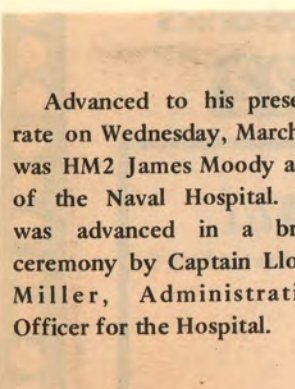 Advanced to his prese
rate on Wednesday, March
was HM2 James Moody a
of the Naval Hospital.
was advanced in a br
ceremony by Captain Llo
Miller, Administrati
Officer for the Hospital.